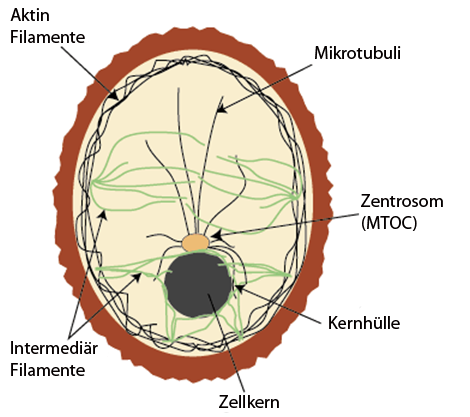 Aktin
Filamente
Mikrotubuli
Zentrosom
(MTOC)
Kernhülle
Intermediär
Filamente
Zellkern